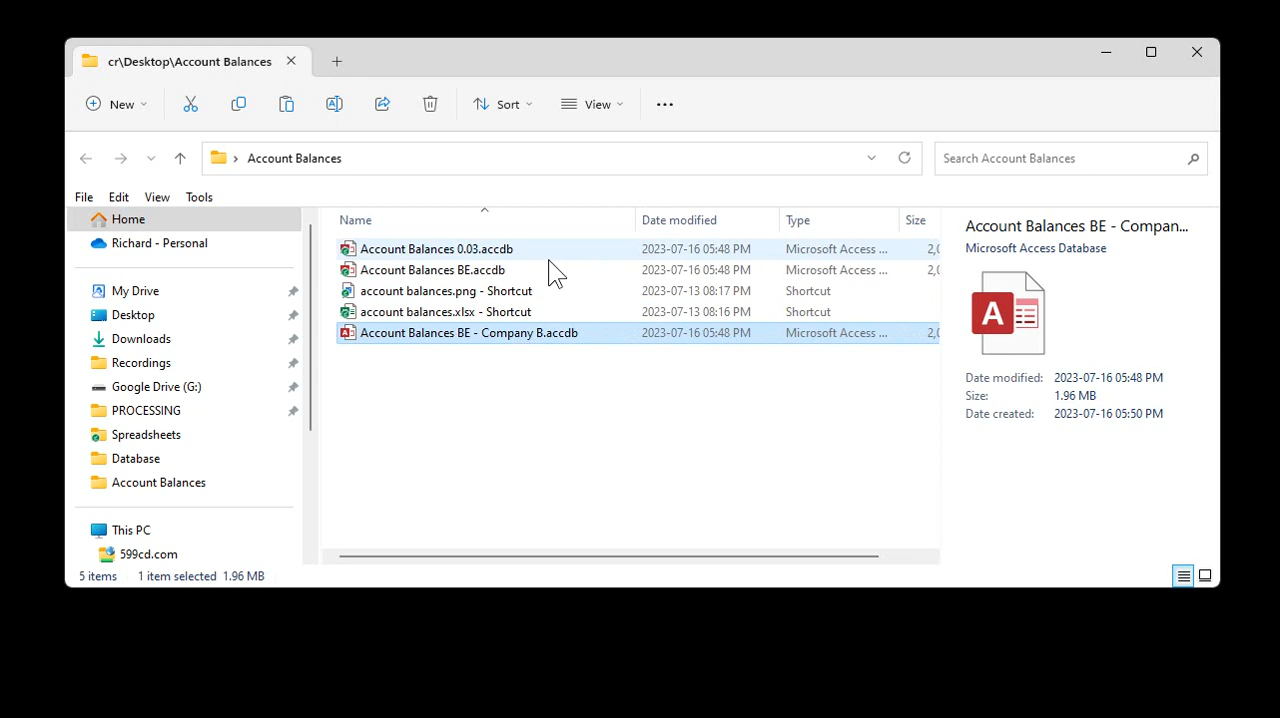 cr\Desktop\Account Balances
New
Sort
View
Account Balances
Search Account Balances
File Edit View Tools
Home
Richard - Personal
My Drive
Desktop
Downloads
Recordings
Google Drive (G:)
PROCESSING
Spreadsheets
Database
Account Balances
This PC
599cd.com
Name Date modified Type Size
Account Balances 0.03.accdb 2023-07-16 05:48 PM Microsoft Access ... 2,0
Account Balances BE.accdb 2023-07-16 05:48 PM Microsoft Access ... 2,0
account balances.png - Shortcut 2023-07-13 08:17 PM Shortcut
account balances.xlsx - Shortcut 2023-07-13 08:16 PM Shortcut
Account Balances BE - Company B.accdb 2023-07-16 05:48 PM Microsoft Access ... 2,0
Account Balances BE - Compan...
Microsoft Access Database
A
Date modified: 2023-07-16 05:48 PM
Size: 1.96 MB
Date created: 2023-07-16 05:50 PM
5 items 1 item selected 1.96 MB